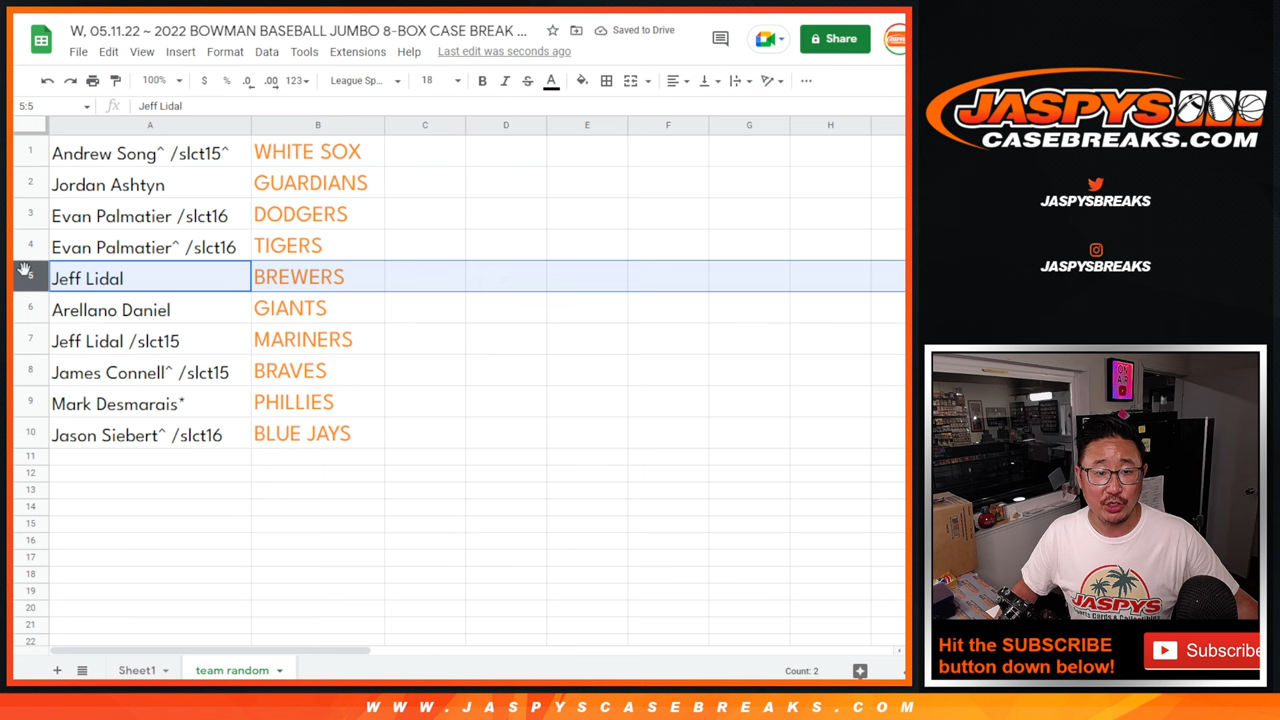 W, 05.11.22 ~ 2022 BOWMAN BASEBALL JUMBO 8-BOX CASE BREAK ...
Saved to Drive
Share
File Edit View Insert Format Data Tools Extensions Help Last edit was seconds ago
100% $ % .0 .00 123 League Sp... 18 B I S A
5:5 fx Jeff Lidal
A B C D E F G H
1 Andrew Song^ /slct15^ WHITE SOX
2 Jordan Ashtyn GUARDIANS
3 Evan Palmatier /slct16 DODGERS
4 Evan Palmatier^ /slct16 TIGERS
5 Jeff Lidal BREWERS
6 Arellano Daniel GIANTS
7 Jeff Lidal /slct15 MARINERS
8 James Connell^ /slct15 BRAVES
9 Mark Desmarais* PHILLIES
10 Jason Siebert^ /slct16 BLUE JAYS
11
12
13
14
15
16
17
18
19
20
21
22
Sheet1 team random Count: 2
JASPYS
CASEBREAKS.COM
JASPYSBREAKS
JASPYSBREAKS
ON
AIR
JASPYS
Hit the SUBSCRIBE
button down below!
Subscribe
WWW.JASPYSCASEBREAKS.COM